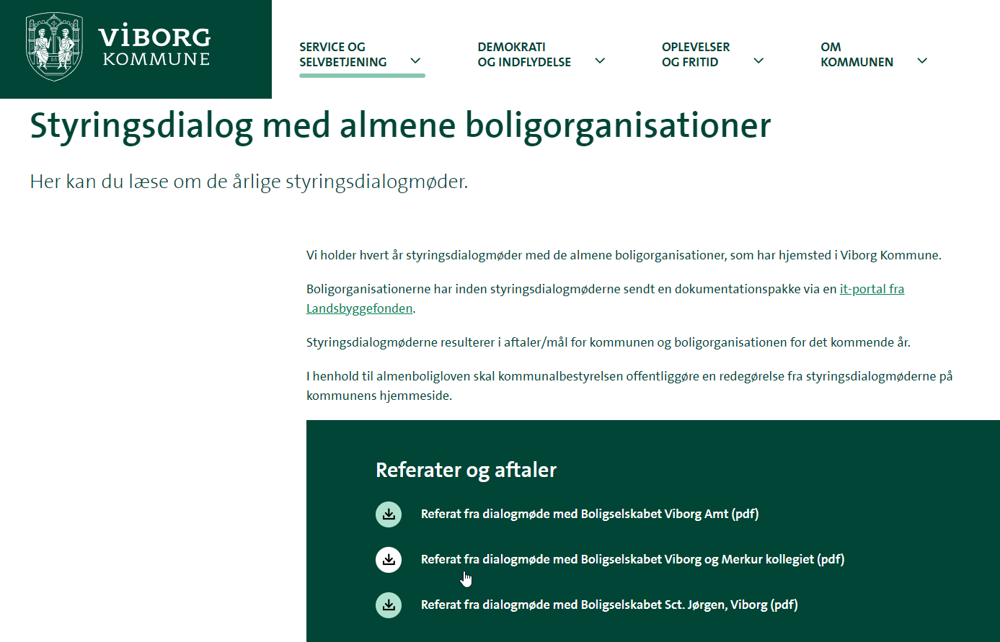 VIBORG
KOMMUNE
SERVICE OG
SELVBETJENING
DEMOKRATI
OG INDFLYDELSE
OPLEVELSER
OG FRITID
OM
KOMMUNEN
Styringsdialog med almene boligorganisationer
Her kan du læse om de årlige styringsdialogmøder.
Vi holder hvert år styringsdialogmøder med de almene boligorganisationer, som har hjemsted i Viborg Kommune.
Boligorganisationerne har inden styringsdialogmøderne sendt en dokumentationspakke via en it-portal fra
Landsbyggefonden.
Styringsdialogmøderne resulterer i aftaler/mål for kommunen og boligorganisationen for det kommende år.
I henhold til almenboligloven skal kommunalbestyrelsen offentliggøre en redegørelse fra styringsdialogmøderne på
kommunens hjemmeside.
Referater og aftaler
Referat fra dialogmøde med Boligselskabet Viborg Amt (pdf)
Referat fra dialogmøde med Boligselskabet Viborg og Merkur kollegiet (pdf)
Referat fra dialogmøde med Boligselskabet Sct. Jørgen, Viborg (pdf)